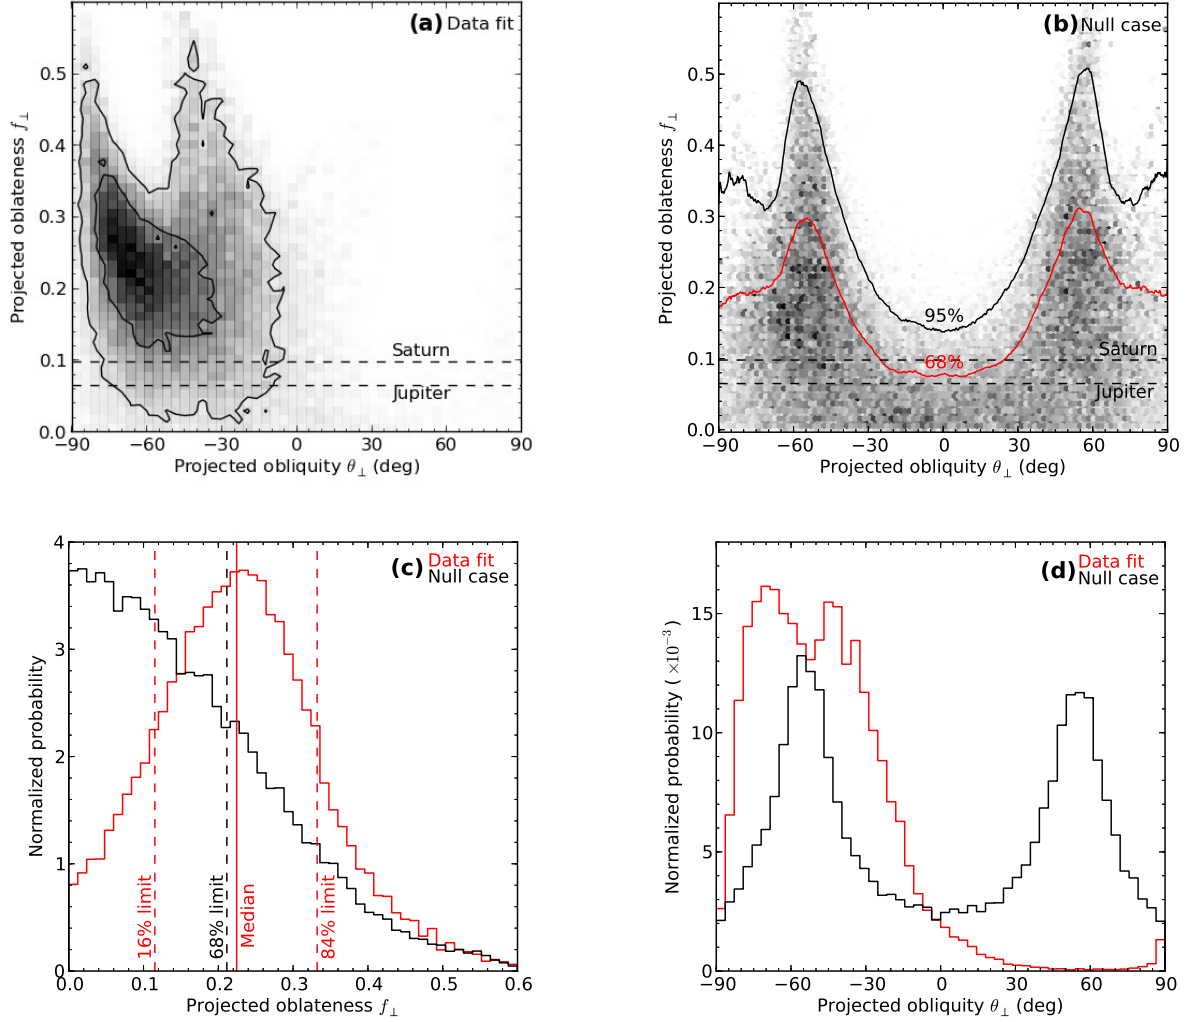 (a) Data fit
0.5
0.4
0.3
0.2
0.1
0.0
Projected oblateness f⊥
Saturn
Jupiter
−90 −60 −30 0 30 60 90
Projected obliquity θ⊥ (deg)
(b) Null case
0.5
0.4
0.3
0.2
0.1
0.0
Projected oblateness f⊥
95%
68%
Saturn
Jupiter
−90 −60 −30 0 30 60 90
Projected obliquity θ⊥ (deg)
(c) Data fit
Null case
4
3
2
1
0
Normalized probability
16% limit
68% limit
Median
84% limit
0.0 0.1 0.2 0.3 0.4 0.5 0.6
Projected oblateness f⊥
(d) Data fit
Null case
15
10
5
0
Normalized probability (×10⁻³)
−90 −60 −30 0 30 60 90
Projected obliquity θ⊥ (deg)